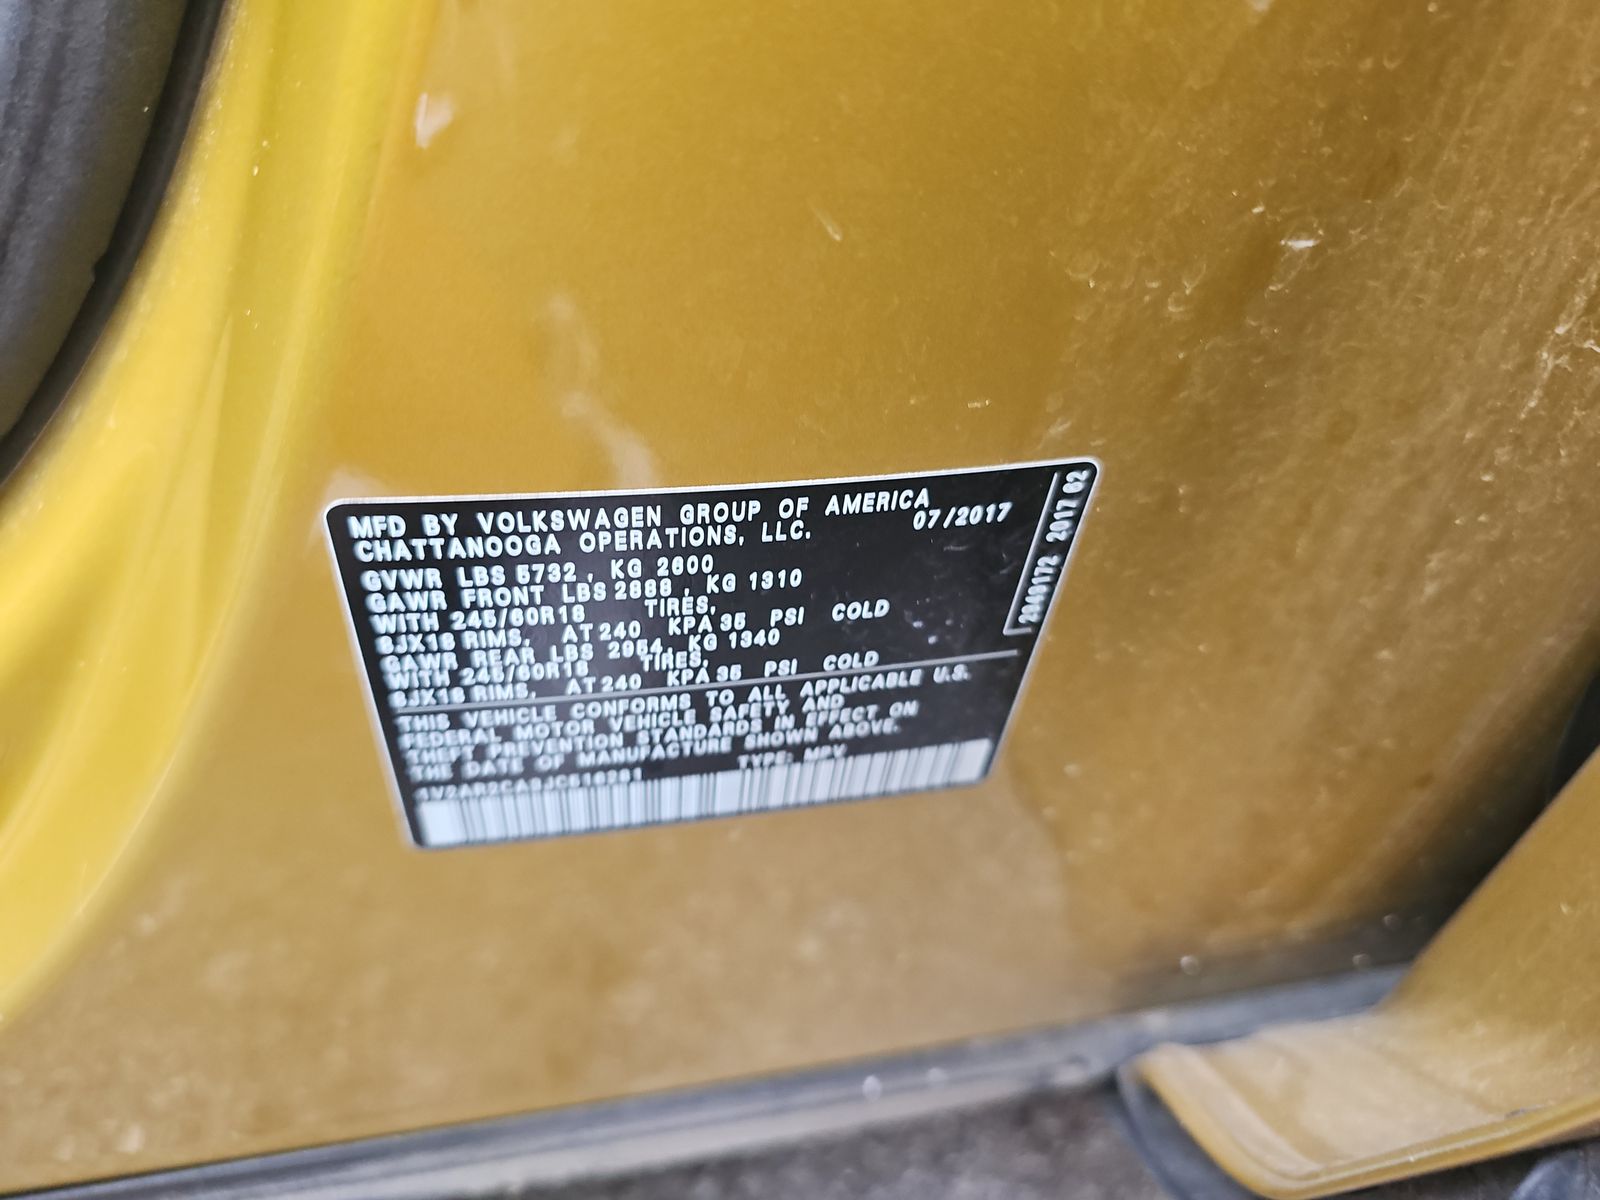 MFD BY VOLKSWAGEN GROUP OF AMERICA
CHATTANOOGA OPERATIONS, LLC. 07/2017
GVWR LBS 5732, KG 2600
GAWR FRONT LBS 2888, KG 1310
WITH 245/60R18 TIRES,
8JX18 RIMS, AT 240 KPA 35 PSI COLD
GAWR REAR LBS 2954, KG 1340
WITH 245/60R18 TIRES,
8JX18 RIMS, AT 240 KPA 35 PSI COLD
THIS VEHICLE CONFORMS TO ALL APPLICABLE U.S.
FEDERAL MOTOR VEHICLE SAFETY AND
THEFT PREVENTION STANDARDS IN EFFECT ON
THE DATE OF MANUFACTURE SHOWN ABOVE.
TYPE: MPV
2017 62